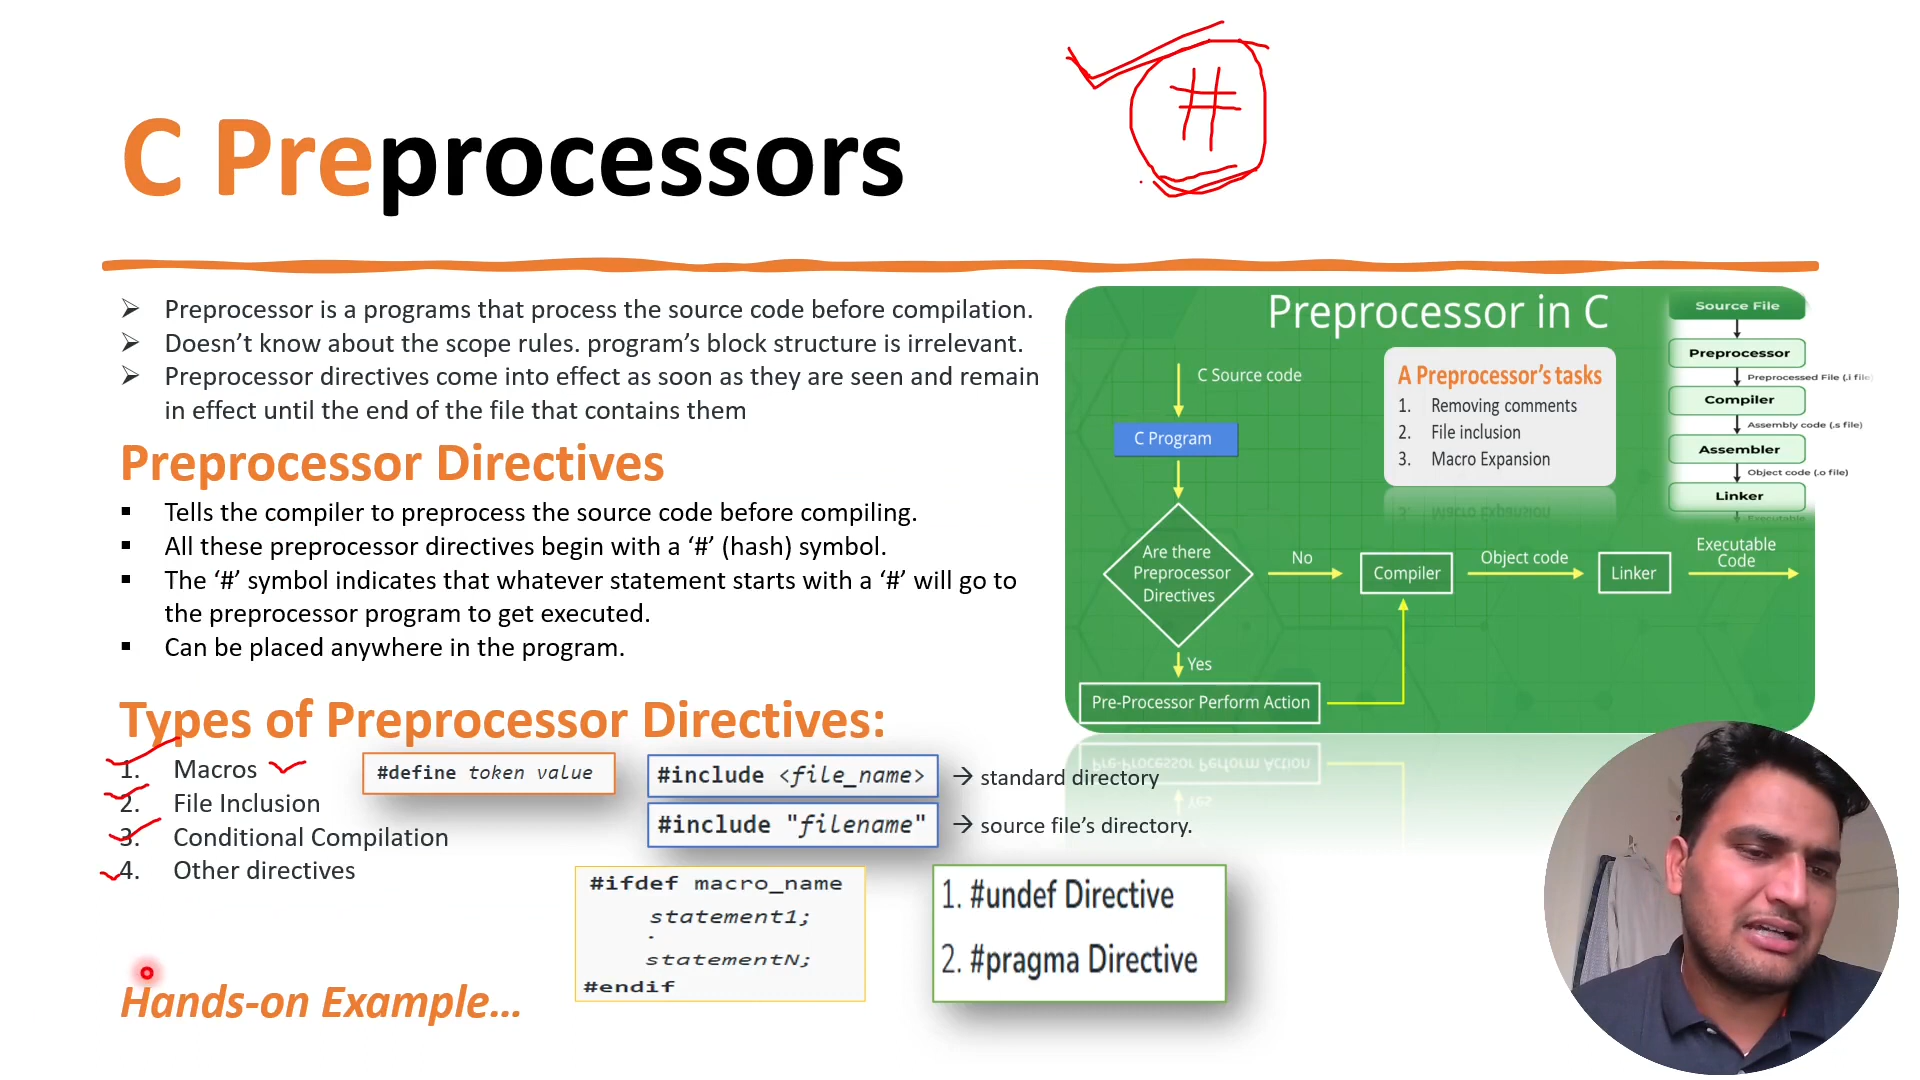 #
C Preprocessors
Preprocessor is a programs that process the source code before compilation.
Doesn’t know about the scope rules. program’s block structure is irrelevant.
Preprocessor directives come into effect as soon as they are seen and remain
in effect until the end of the file that contains them
Preprocessor Directives
Tells the compiler to preprocess the source code before compiling.
All these preprocessor directives begin with a ‘#’ (hash) symbol.
The ‘#’ symbol indicates that whatever statement starts with a ‘#’ will go to
the preprocessor program to get executed.
Can be placed anywhere in the program.
Types of Preprocessor Directives:
1. Macros
2. File Inclusion
3. Conditional Compilation
4. Other directives
#define token value
#include <file_name>
→ standard directory
#include "filename"
→ source file’s directory.
#ifdef macro_name
statement1;
.
statementN;
#endif
1. #undef Directive
2. #pragma Directive
Hands-on Example...
Preprocessor in C
C Source code
C Program
Are there
Preprocessor
Directives
No
Compiler
Object code
Linker
Executable
Code
Yes
Pre-Processor Perform Action
A Preprocessor’s tasks
1. Removing comments
2. File inclusion
3. Macro Expansion
Source File
Preprocessor
Preprocessed File (.i file)
Compiler
Assembly code (.s file)
Assembler
Object code (.o file)
Linker
Executable